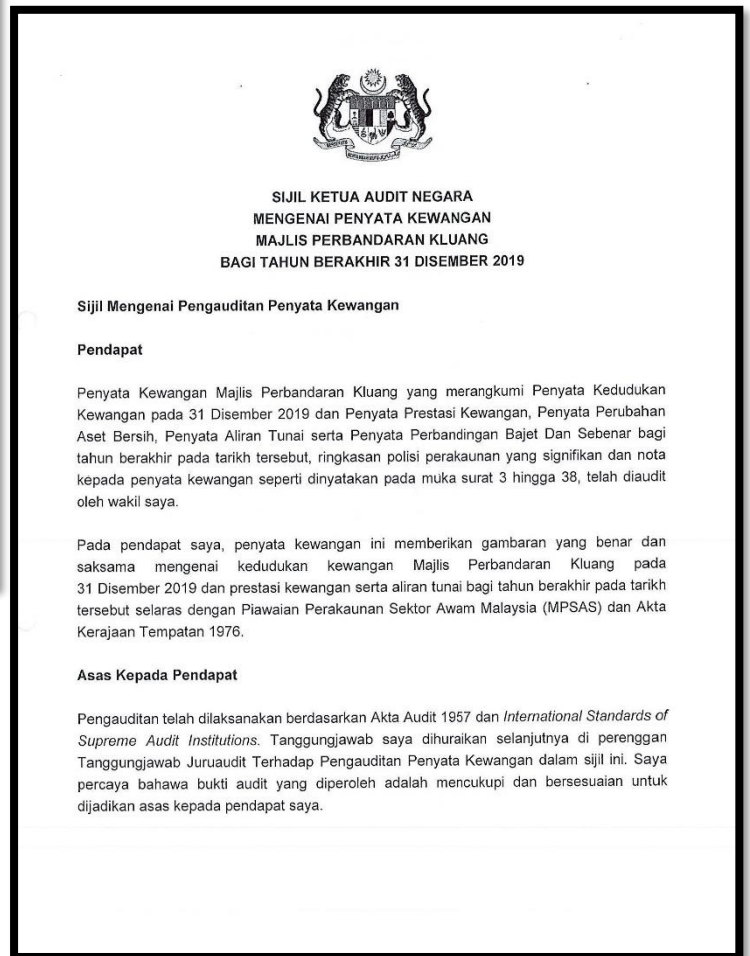 SIJIL KETUA AUDIT NEGARA
MENGENAI PENYATA KEWANGAN
MAJLIS PERBANDARAN KLUANG
BAGI TAHUN BERAKHIR 31 DISEMBER 2019
Sijil Mengenai Pengauditan Penyata Kewangan
Pendapat
Penyata Kewangan Majlis Perbandaran Kluang yang merangkumi Penyata Kedudukan
Kewangan pada 31 Disember 2019 dan Penyata Prestasi Kewangan, Penyata Perubahan
Aset Bersih, Penyata Aliran Tunai serta Penyata Perbandingan Bajet Dan Sebenar bagi
tahun berakhir pada tarikh tersebut, ringkasan polisi perakaunan yang signifikan dan nota
kepada penyata kewangan seperti dinyatakan pada muka surat 3 hingga 38, telah diaudit
oleh wakil saya.
Pada pendapat saya, penyata kewangan ini memberikan gambaran yang benar dan
saksama mengenai kedudukan kewangan Majlis Perbandaran Kluang pada
31 Disember 2019 dan prestasi kewangan serta aliran tunai bagi tahun berakhir pada tarikh
tersebut selaras dengan Piawaian Perakaunan Sektor Awam Malaysia (MPSAS) dan Akta
Kerajaan Tempatan 1976.
Asas Kepada Pendapat
Pengauditan telah dilaksanakan berdasarkan Akta Audit 1957 dan International Standards of
Supreme Audit Institutions. Tanggungjawab saya dihuraikan selanjutnya di perenggan
Tanggungjawab Juruaudit Terhadap Pengauditan Penyata Kewangan dalam sijil ini. Saya
percaya bahawa bukti audit yang diperoleh adalah mencukupi dan bersesuaian untuk
dijadikan asas kepada pendapat saya.